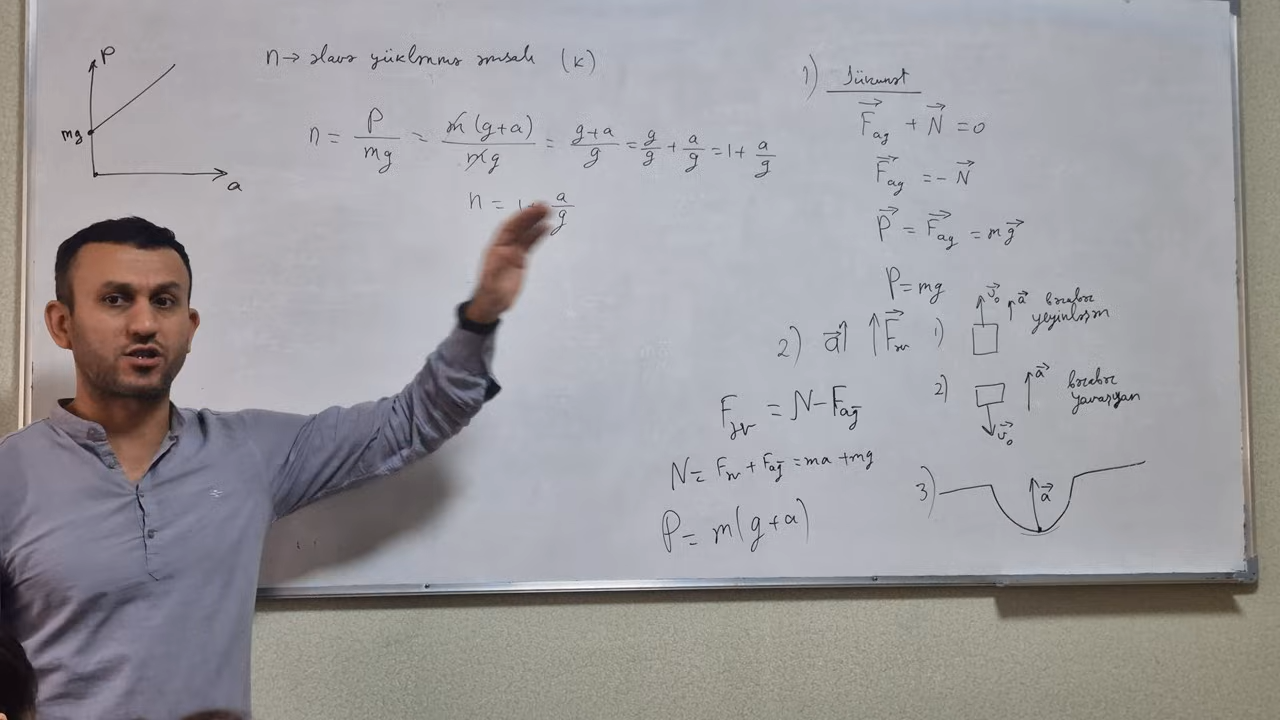 P
mg
a
n → əlavə yüklənmə əmsalı (K)
n = P/mg = m(g+a)/mg = g+a/g = g/g + a/g = 1 + a/g
n = 1+ a/g
1) Sükunət
F⃗ağ + N⃗ = 0
F⃗ağ = - N⃗
P⃗ = F⃗ağ = mg⃗
P = mg
2) a⃗↑ ↑F⃗əv
1) v⃗₀ a⃗ bərabər
yeyinləşən
2) a⃗ bərabər
yavaşıyan
v⃗₀
Fəv = N - Fağ
N = Fəv + Fağ = ma + mg
P = m(g+a)
3) a⃗